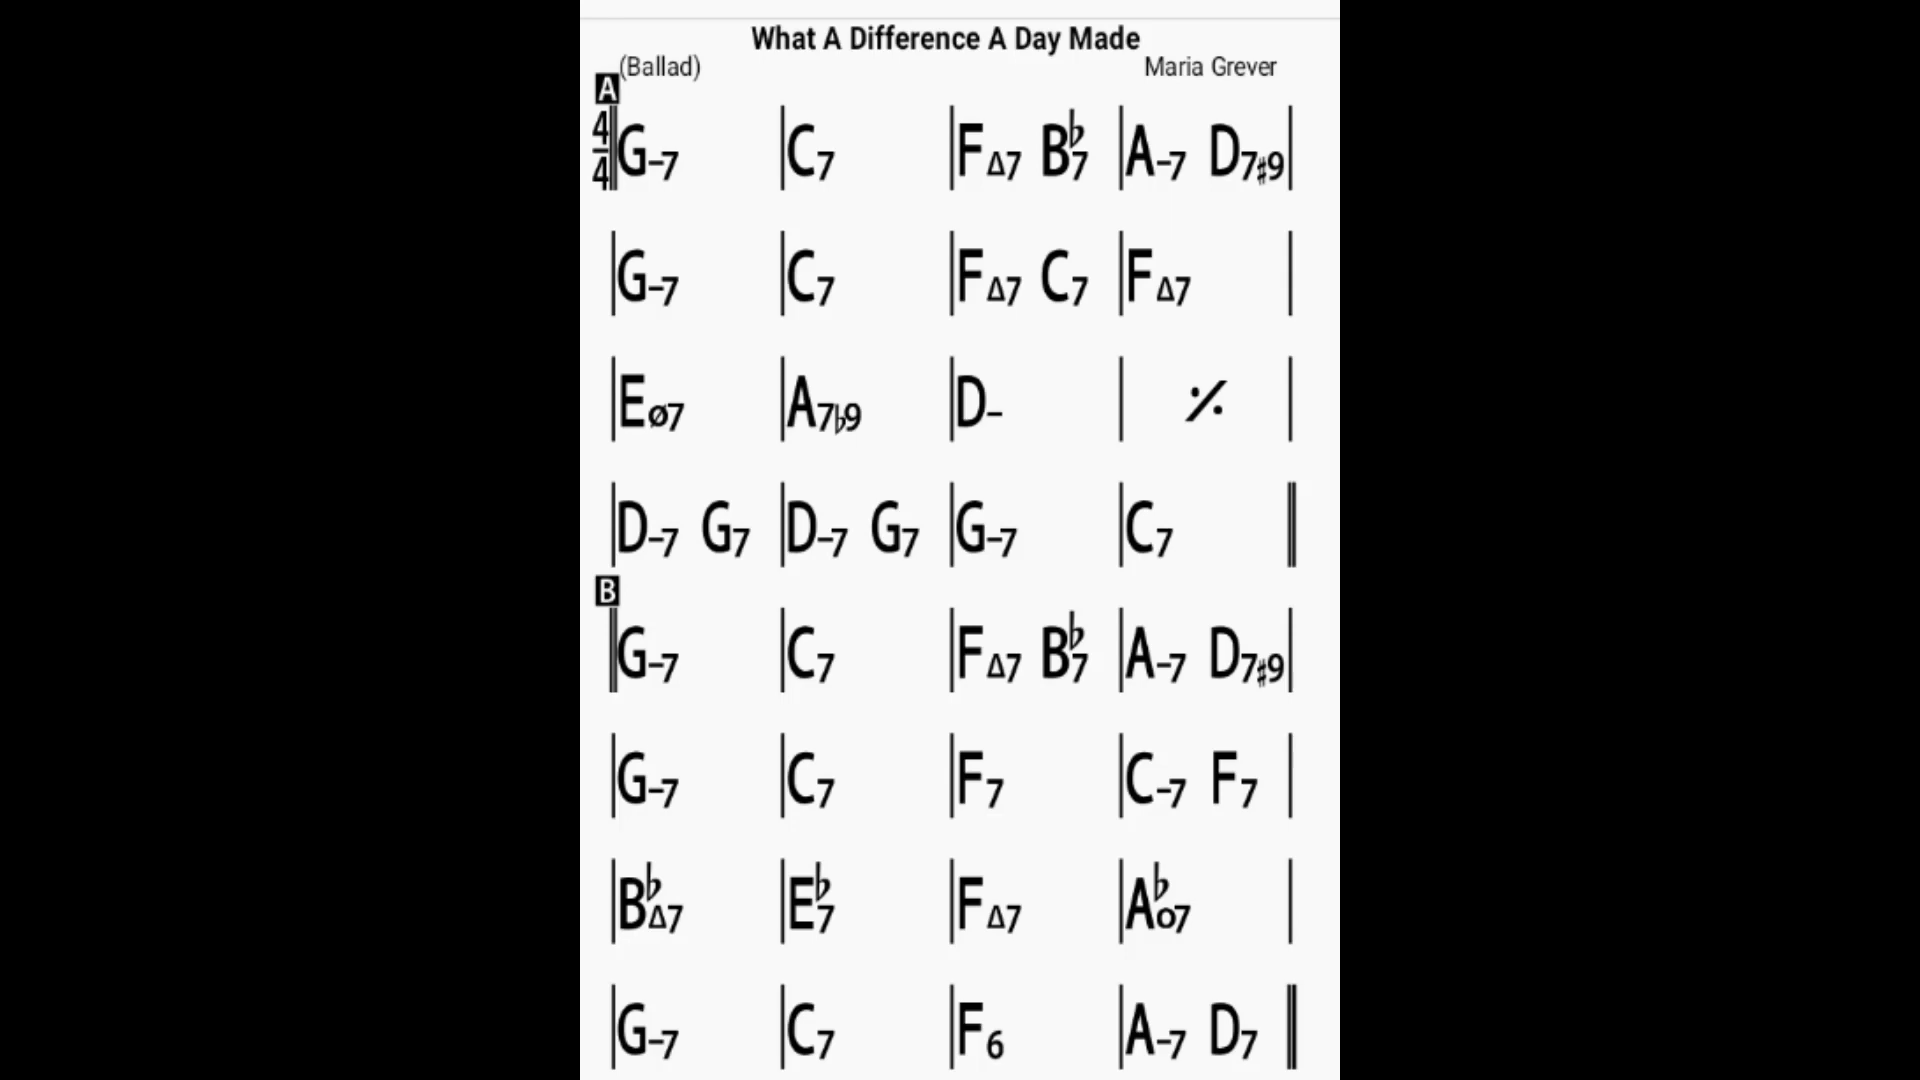 What A Difference A Day Made
(Ballad) Maria Grever
A
4/4 G-7 | C7 | FΔ7 B♭7 | A-7 D7♯9 |
| G-7 | C7 | FΔ7 C7 | FΔ7 |
| Eø7 | A7♭9 | D- | 𝄎 |
| D-7 G7 | D-7 G7 | G-7 | C7 ||
B
|| G-7 | C7 | FΔ7 B♭7 | A-7 D7♯9 |
| G-7 | C7 | F7 | C-7 F7 |
| B♭Δ7 | E♭7 | FΔ7 | A♭o7 |
| G-7 | C7 | F6 | A-7 D7 ||